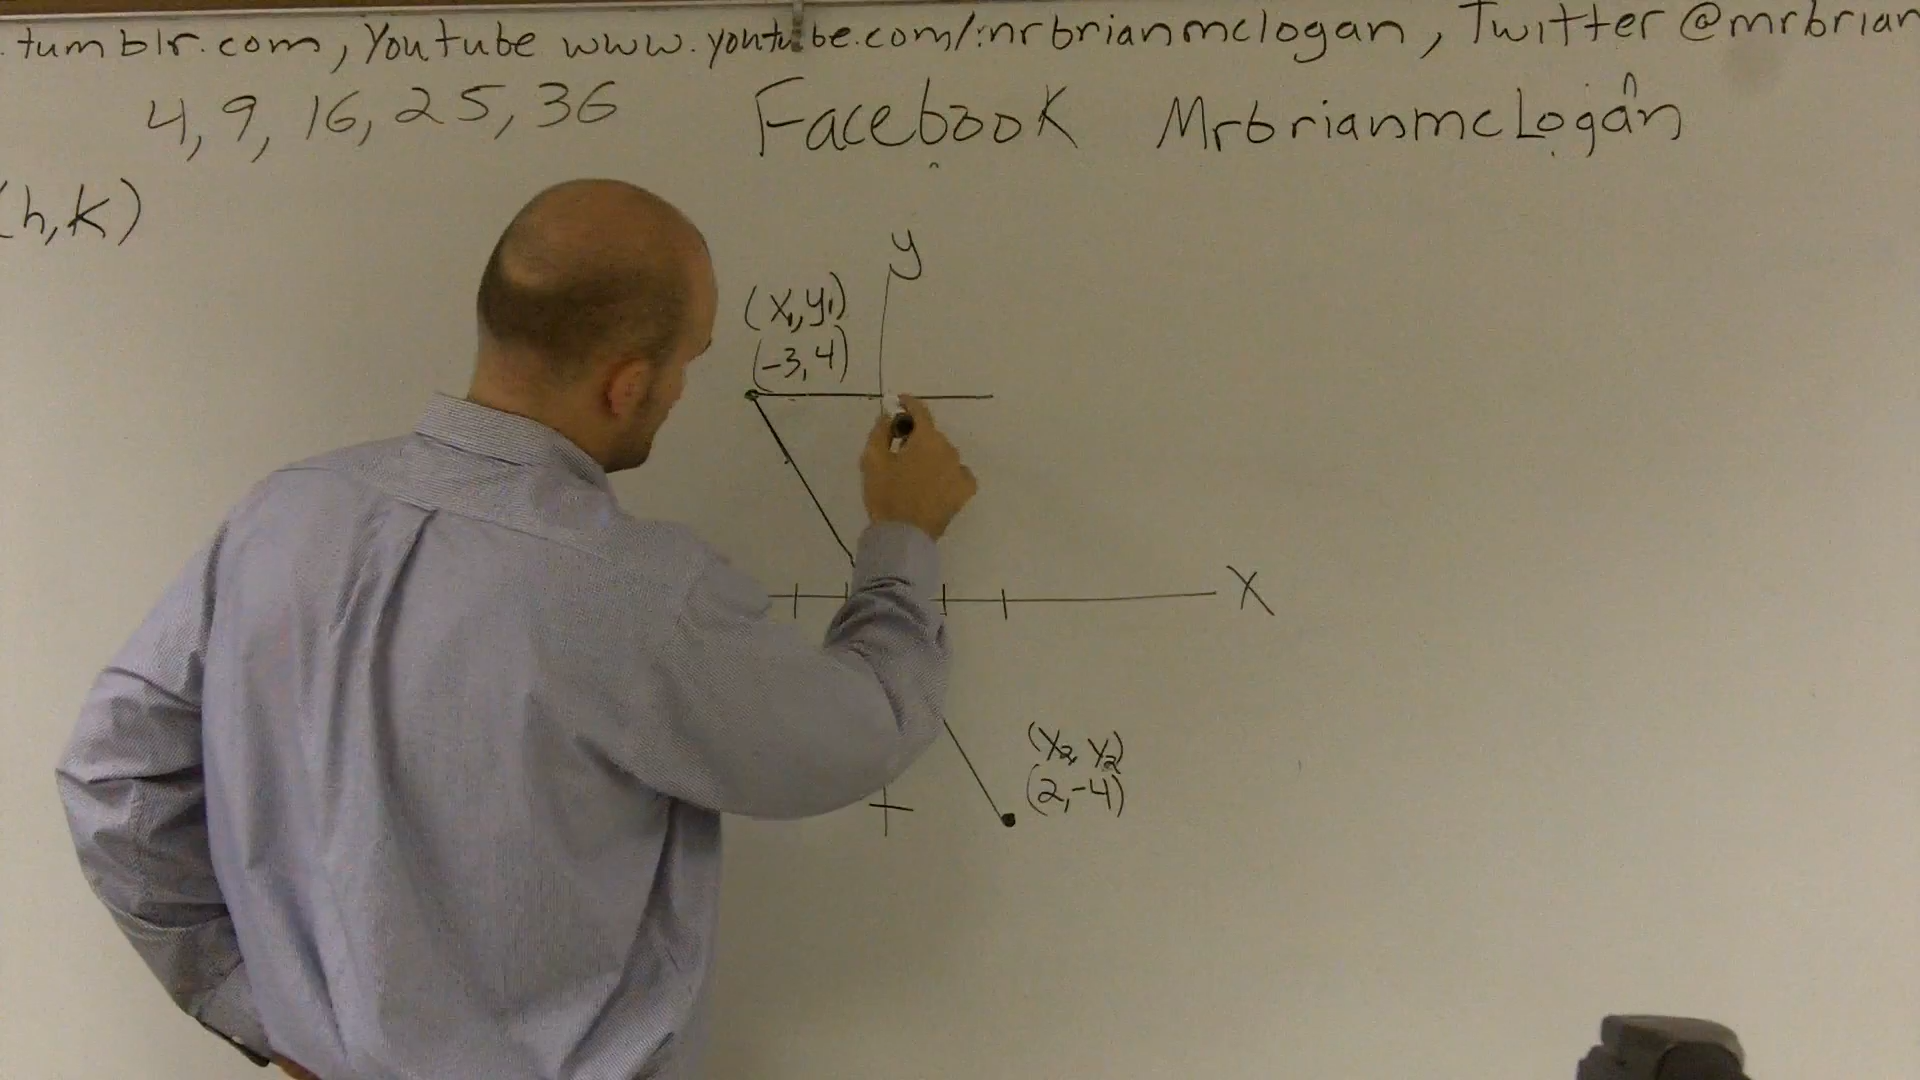 .tumblr.com, Youtube www.youtube.com/mrbrianmclogan, Twitter @mrbrian
4, 9, 16, 25, 36 Facebook MrbrianmcLogan
(h,k)
y
(x₁,y₁)
(-3,4)
X
(x₂, y₂)
(2,-4)